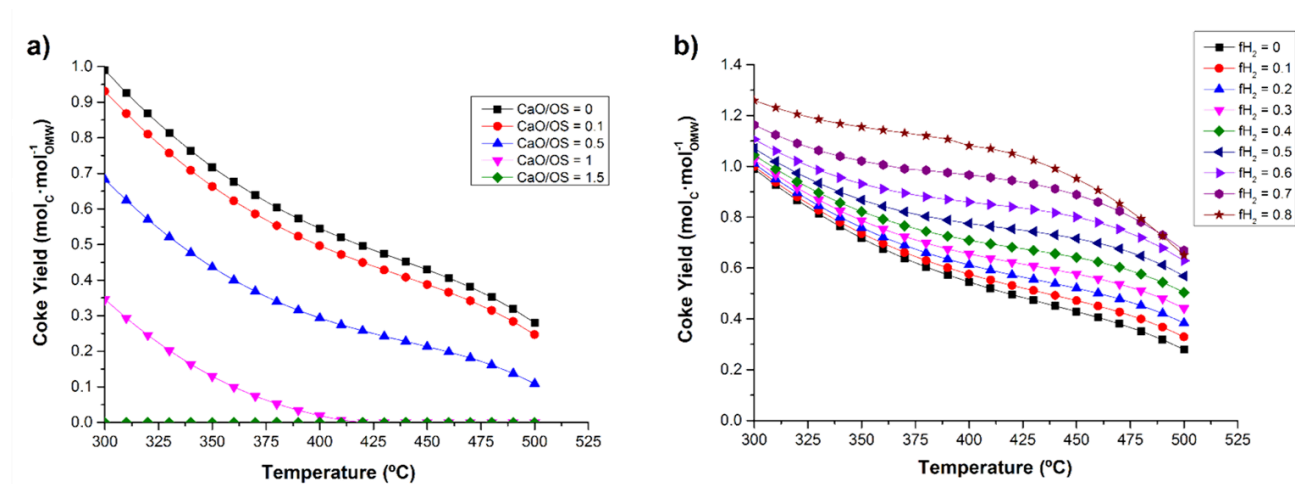 a)
Coke Yield (mol_C·mol⁻¹_OMW)
1.0
0.9
0.8
0.7
0.6
0.5
0.4
0.3
0.2
0.1
0.0
300 325 350 375 400 425 450 475 500 525
Temperature (ºC)
CaO/OS = 0
CaO/OS = 0.1
CaO/OS = 0.5
CaO/OS = 1
CaO/OS = 1.5
b)
Coke Yield (mol_C·mol⁻¹_OMW)
1.4
1.2
1.0
0.8
0.6
0.4
0.2
0.0
300 325 350 375 400 425 450 475 500 525
Temperature (ºC)
fH₂ = 0
fH₂ = 0.1
fH₂ = 0.2
fH₂ = 0.3
fH₂ = 0.4
fH₂ = 0.5
fH₂ = 0.6
fH₂ = 0.7
fH₂ = 0.8